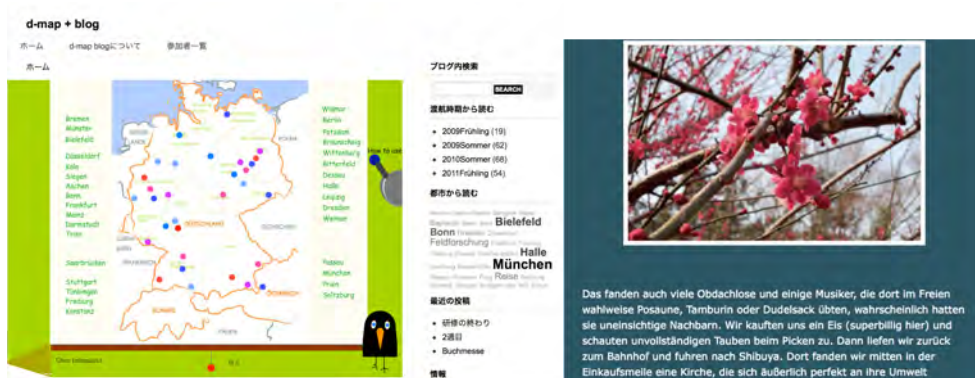 d-map + blog
ホーム
d-map blogについて
参加者一覧
ホーム
Bremen
Münster
Bielefeld
Düsseldorf
Köln
Siegen
Aachen
Bonn
Frankfurt
Mainz
Darmstadt
Trier
Saarbrücken
Stuttgart
Tübingen
Freiburg
Konstanz
POLEN
DEUTSCHLAND
FRANKREICH
ÖSTERREICH
ITALIEN
Wismar
Berlin
Potsdam
Braunschweig
Wittenberg
Bitterfeld
Dessau
Halle
Leipzig
Dresden
Weimar
Passau
München
Prien
Salzburg
How to use
ブログ内検索
SEARCH
渡航時期から読む
2009Frühling (19)
2009Sommer (62)
2010Sommer (68)
2011Frühling (54)
都市から読む
Bielefeld
Bonn
Feldforschung
Halle
München
Reise
最近の投稿
研修の終わり
2週目
Buchmesse
情報
Das fanden auch viele Obdachlose und einige Musiker, die dort im Freien
wahlweise Posaune, Tamburin oder Dudelsack übten, wahrscheinlich hatten
sie uneinsichtige Nachbarn. Wir kauften uns ein Eis (superbillig hier) und
schauten unvollständigen Tauben beim Picken zu. Dann liefen wir zurück
zum Bahnhof und fuhren nach Shibuya. Dort fanden wir mitten in der
Einkaufsmeile eine Kirche, die sich äußerlich perfekt an ihre Umwelt